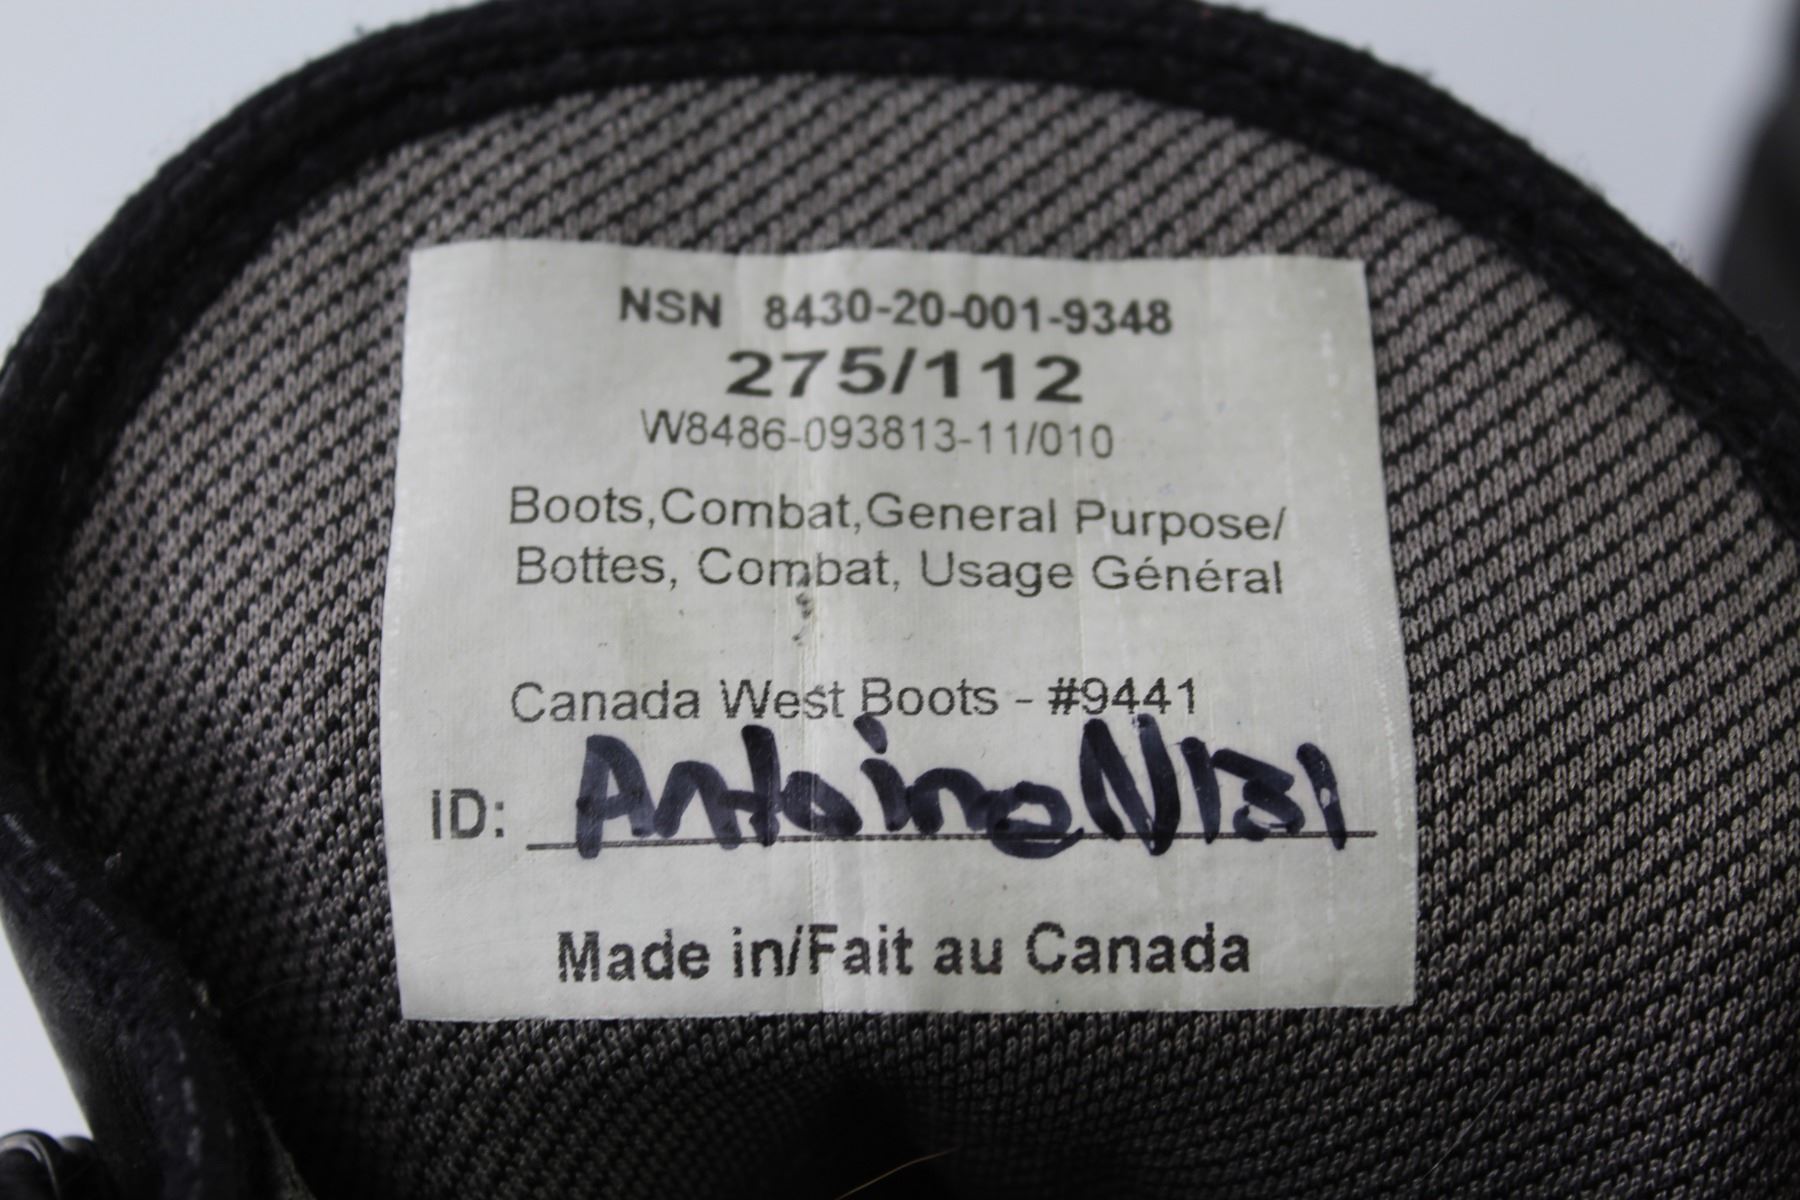 NSN 8430-20-001-9348
275/112
W8486-093813-11/010
Boots,Combat,General Purpose/
Bottes, Combat, Usage Général
Canada West Boots - #9441
ID: Antoine N131
Made in/Fait au Canada